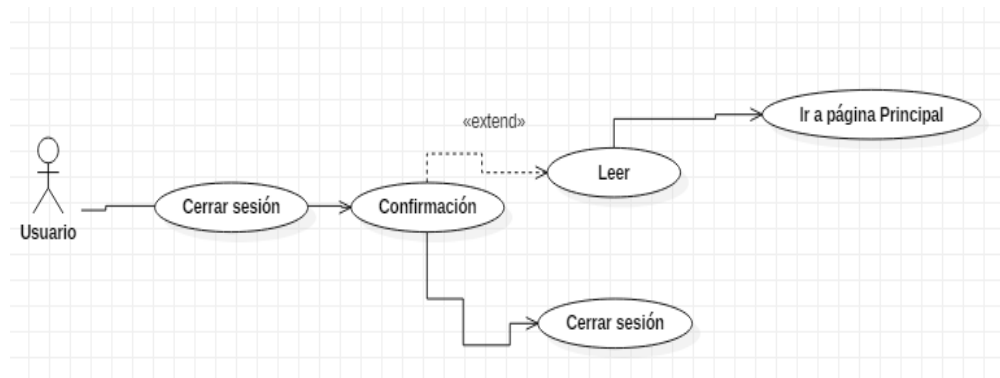 Ir a página Principal
«extend»
Leer
Cerrar sesión
Confirmación
Usuario
Cerrar sesión